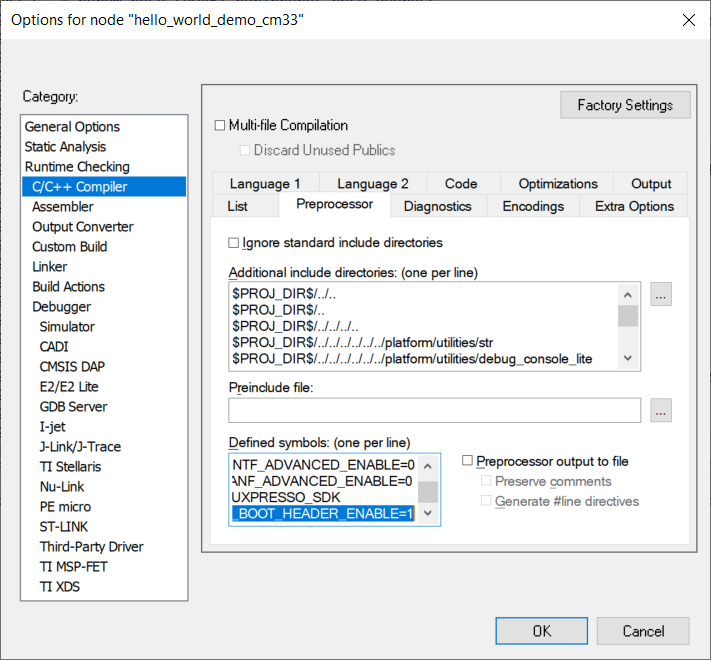 Options for node "hello_world_demo_cm33"
Category:
General Options
Static Analysis
Runtime Checking
C/C++ Compiler
Assembler
Output Converter
Custom Build
Linker
Build Actions
Debugger
Simulator
CADI
CMSIS DAP
E2/E2 Lite
GDB Server
I-jet
J-Link/J-Trace
TI Stellaris
Nu-Link
PE micro
ST-LINK
Third-Party Driver
TI MSP-FET
TI XDS
Factory Settings
Multi-file Compilation
Discard Unused Publics
Language 1 Language 2 Code Optimizations Output
List Preprocessor Diagnostics Encodings Extra Options
Ignore standard include directories
Additional include directories: (one per line)
$PROJ_DIR$/../..
$PROJ_DIR$/..
$PROJ_DIR$/../../../..
$PROJ_DIR$/../../../../../../platform/utilities/str
$PROJ_DIR$/../../../../../../platform/utilities/debug_console_lite
...
Preinclude file:
...
Defined symbols: (one per line)
NTF_ADVANCED_ENABLE=0
ANF_ADVANCED_ENABLE=0
UXPRESSO_SDK
_BOOT_HEADER_ENABLE=1
Preprocessor output to file
Preserve comments
Generate #line directives
OK Cancel